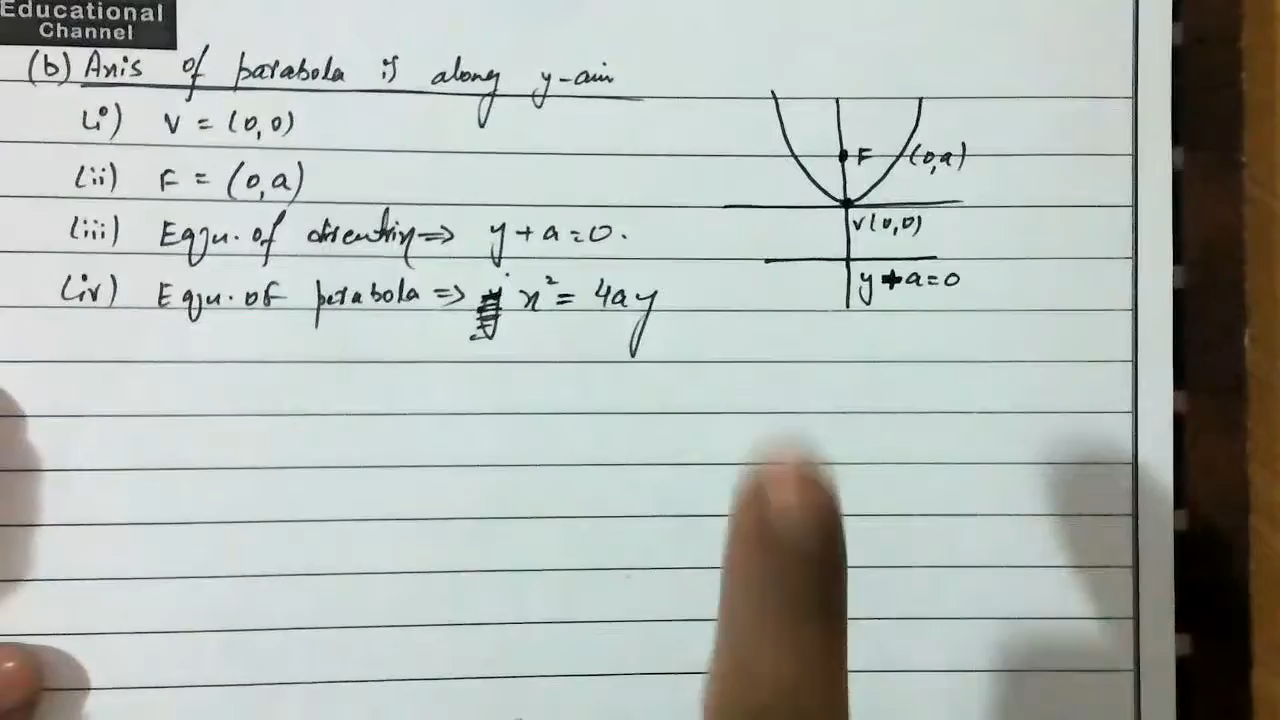 Educational
Channel
(b) Axis of parabola is along y-axis
(i) V = (0,0)
(ii) F = (0,a)
(iii) Equ. of directrix ⇒ y + a = 0.
(iv) Equ. of parabola ⇒ x² = 4ay
F (0,a)
V(0,0)
y + a = 0